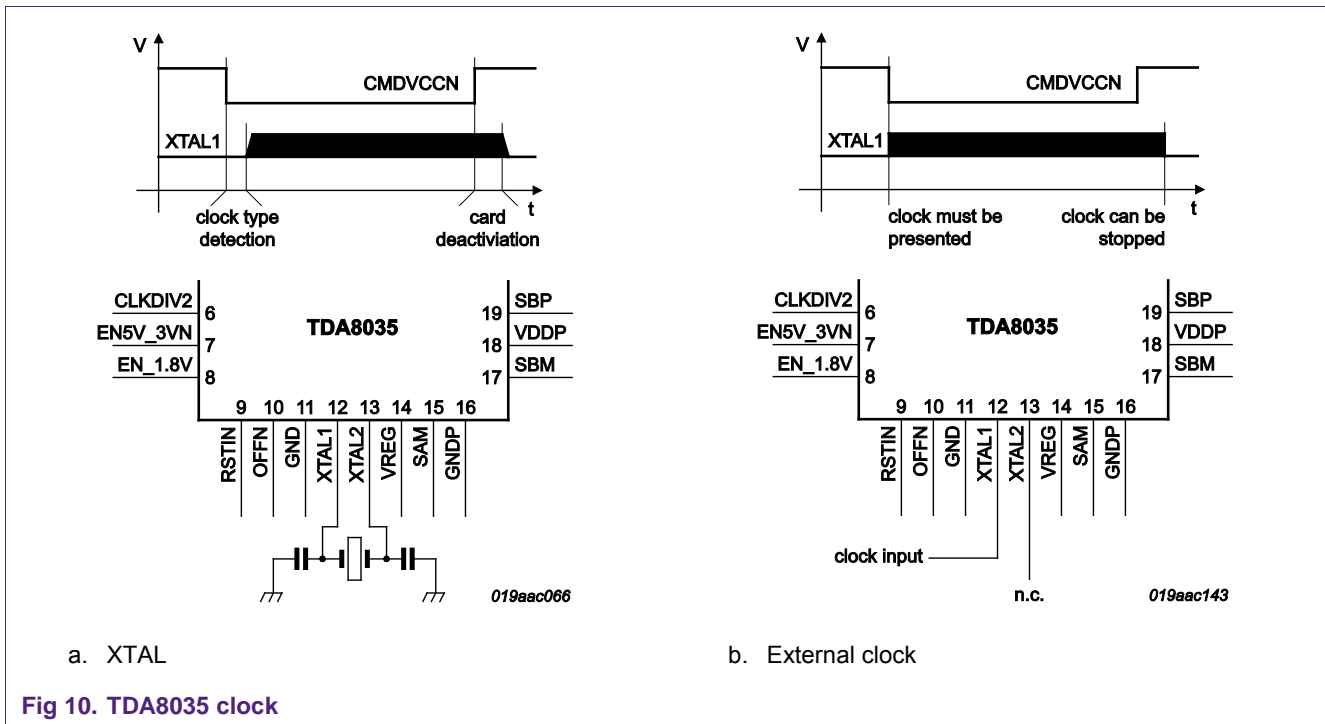 V
CMDVCCN
XTAL1
t
clock type
detection
card
deactiviation
CLKDIV2
6
EN5V_3VN
7
EN_1.8V
8
TDA8035
19
SBP
18
VDDP
17
SBM
9 10 11 12 13 14 15 16
RSTIN
OFFN
GND
XTAL1
XTAL2
VREG
SAM
GNDP
019aac066
a. XTAL
V
CMDVCCN
XTAL1
t
clock must be
presented
clock can be
stopped
CLKDIV2
6
EN5V_3VN
7
EN_1.8V
8
TDA8035
19
SBP
18
VDDP
17
SBM
9 10 11 12 13 14 15 16
RSTIN
OFFN
GND
XTAL1
XTAL2
VREG
SAM
GNDP
clock input
n.c.
019aac143
b. External clock
Fig 10. TDA8035 clock